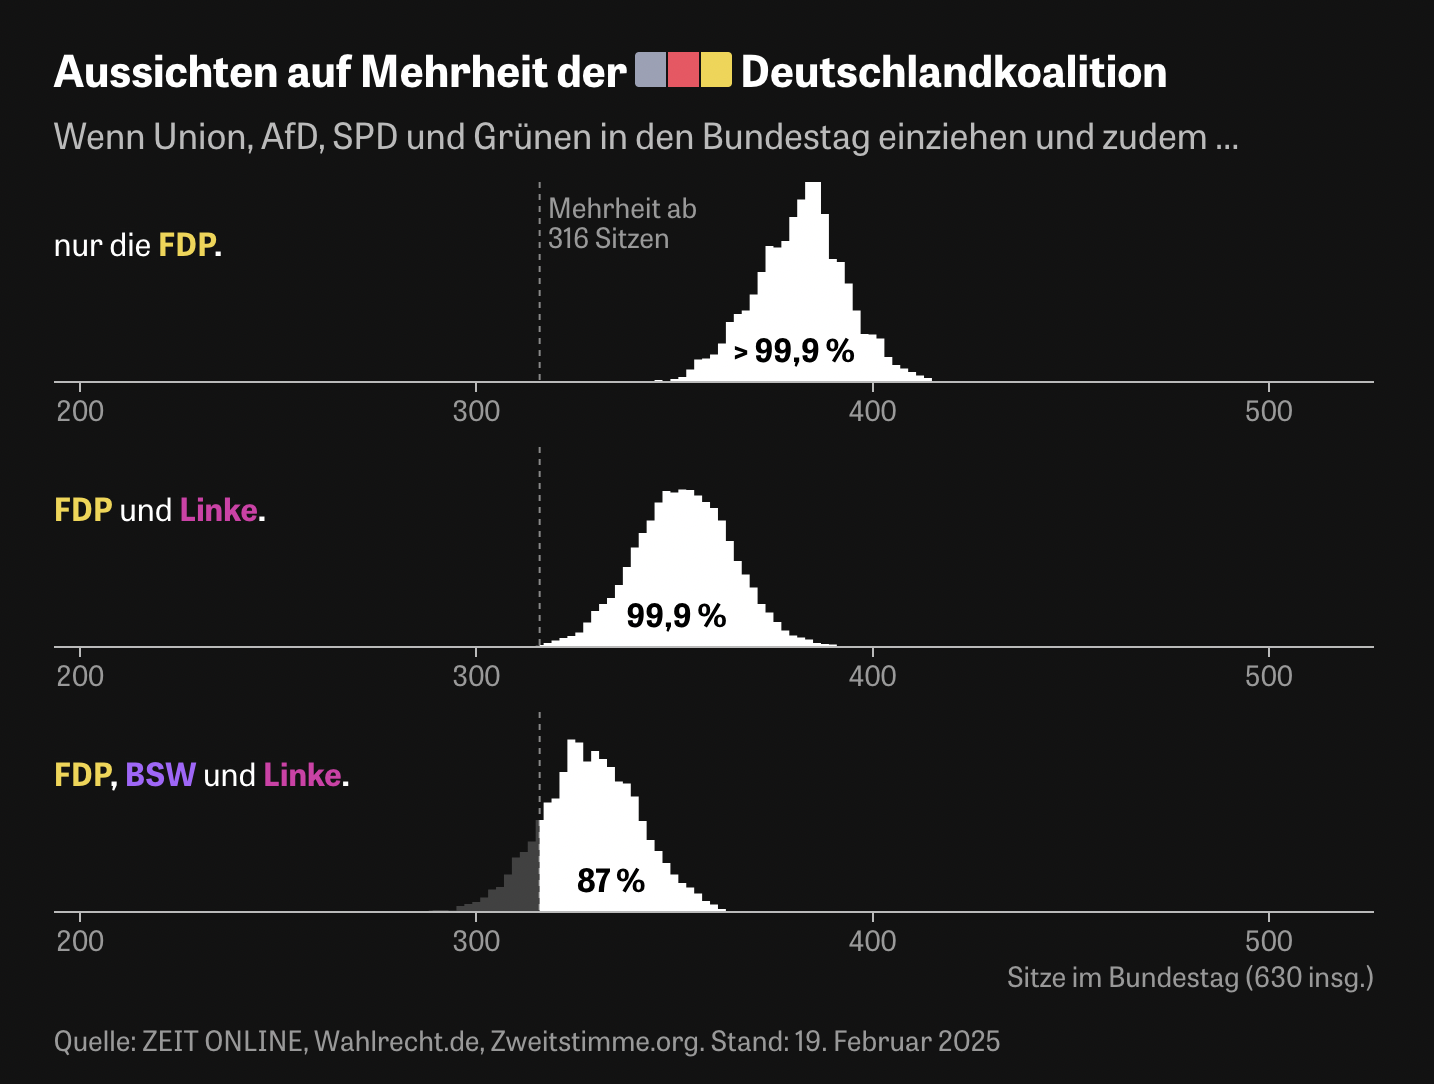 Aussichten auf Mehrheit der Deutschlandkoalition
Wenn Union, AfD, SPD und Grünen in den Bundestag einziehen und zudem ...
Mehrheit ab
316 Sitzen
nur die FDP.
> 99,9 %
200 300 400 500
FDP und Linke.
99,9 %
200 300 400 500
FDP, BSW und Linke.
87 %
200 300 400 500
Sitze im Bundestag (630 insg.)
Quelle: ZEIT ONLINE, Wahlrecht.de, Zweitstimme.org. Stand: 19. Februar 2025